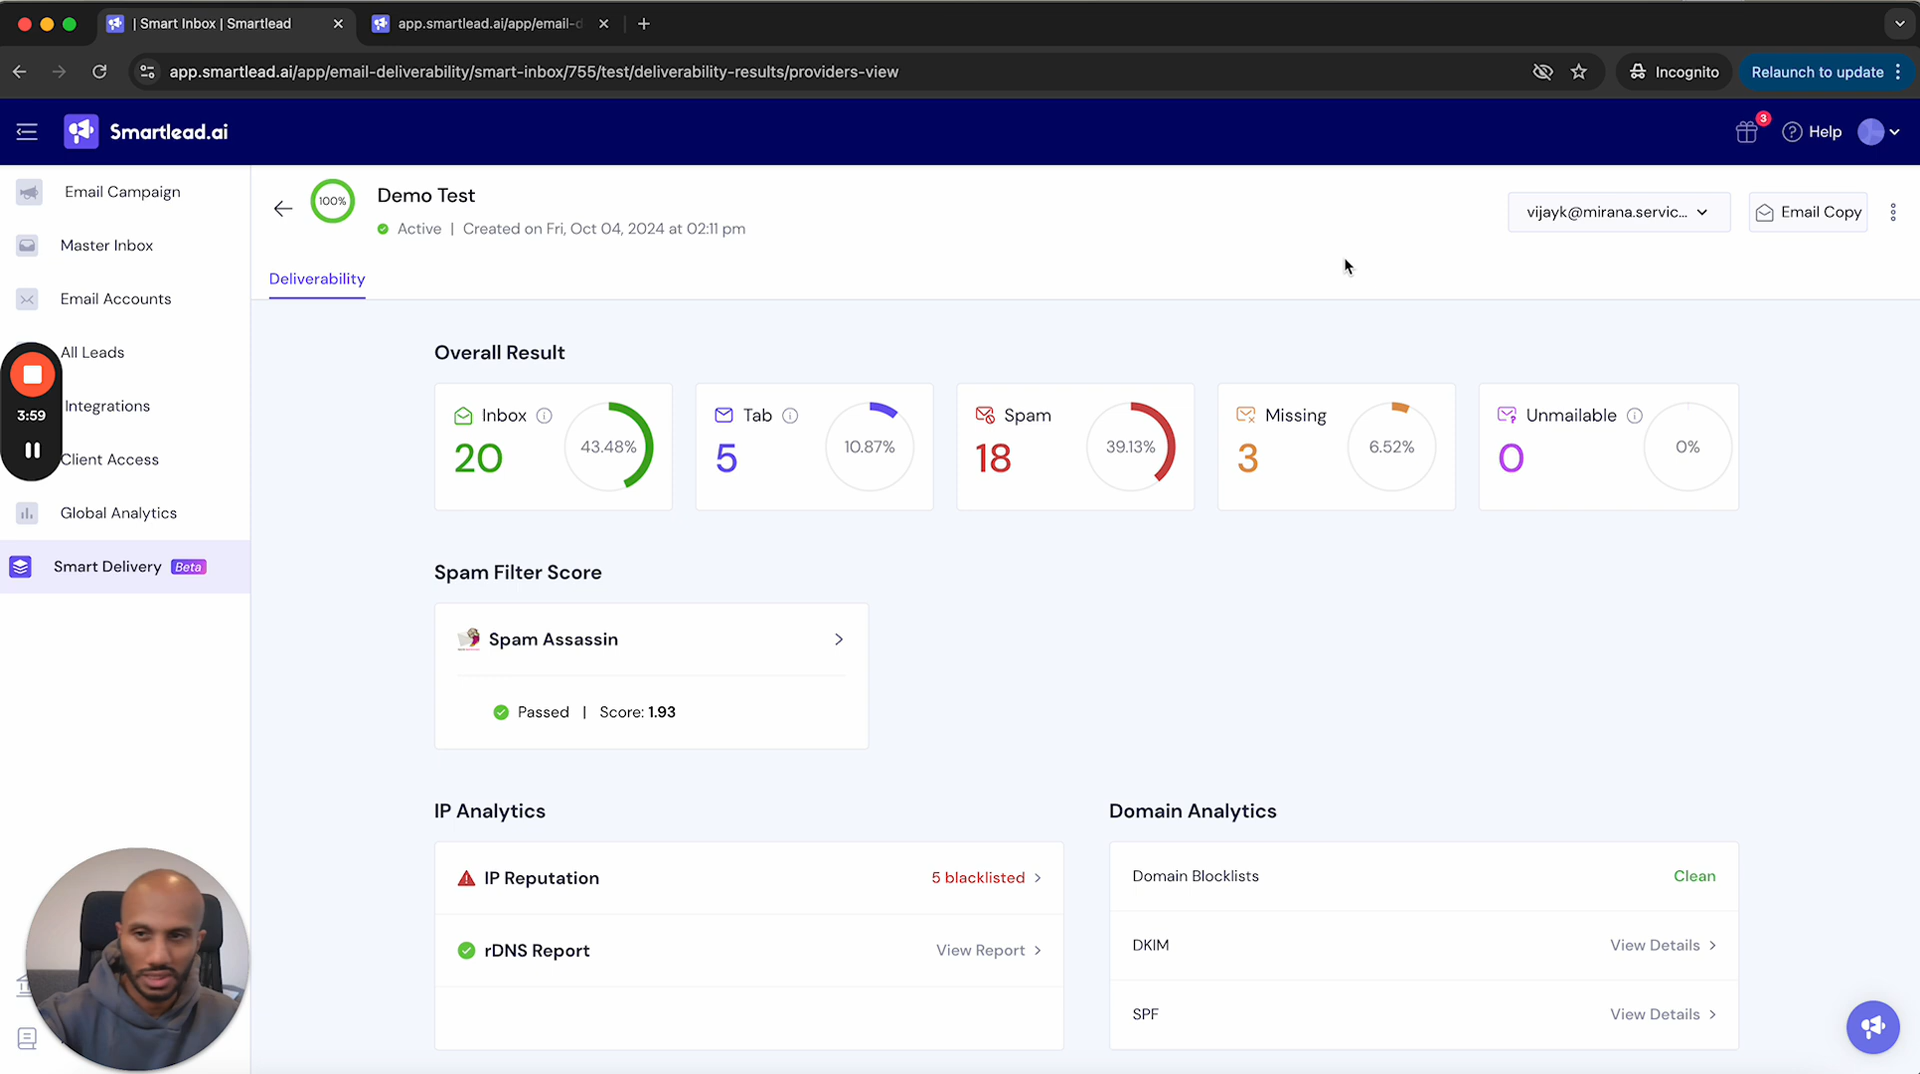 | Smart Inbox | Smartlead
app.smartlead.ai/app/email-d
app.smartlead.ai/app/email-deliverability/smart-inbox/755/test/deliverability-results/providers-view
Incognito
Relaunch to update
Smartlead.ai
3
Help
Email Campaign
Master Inbox
Email Accounts
All Leads
Integrations
Client Access
Global Analytics
Smart Delivery Beta
3:59
100%
Demo Test
Active | Created on Fri, Oct 04, 2024 at 02:11 pm
vijayk@mirana.servic...
Email Copy
Deliverability
Overall Result
Inbox
20
43.48%
Tab
5
10.87%
Spam
18
39.13%
Missing
3
6.52%
Unmailable
0
0%
Spam Filter Score
Spam Assassin
Passed | Score: 1.93
IP Analytics
IP Reputation
5 blacklisted
rDNS Report
View Report
Domain Analytics
Domain Blocklists
Clean
DKIM
View Details
SPF
View Details